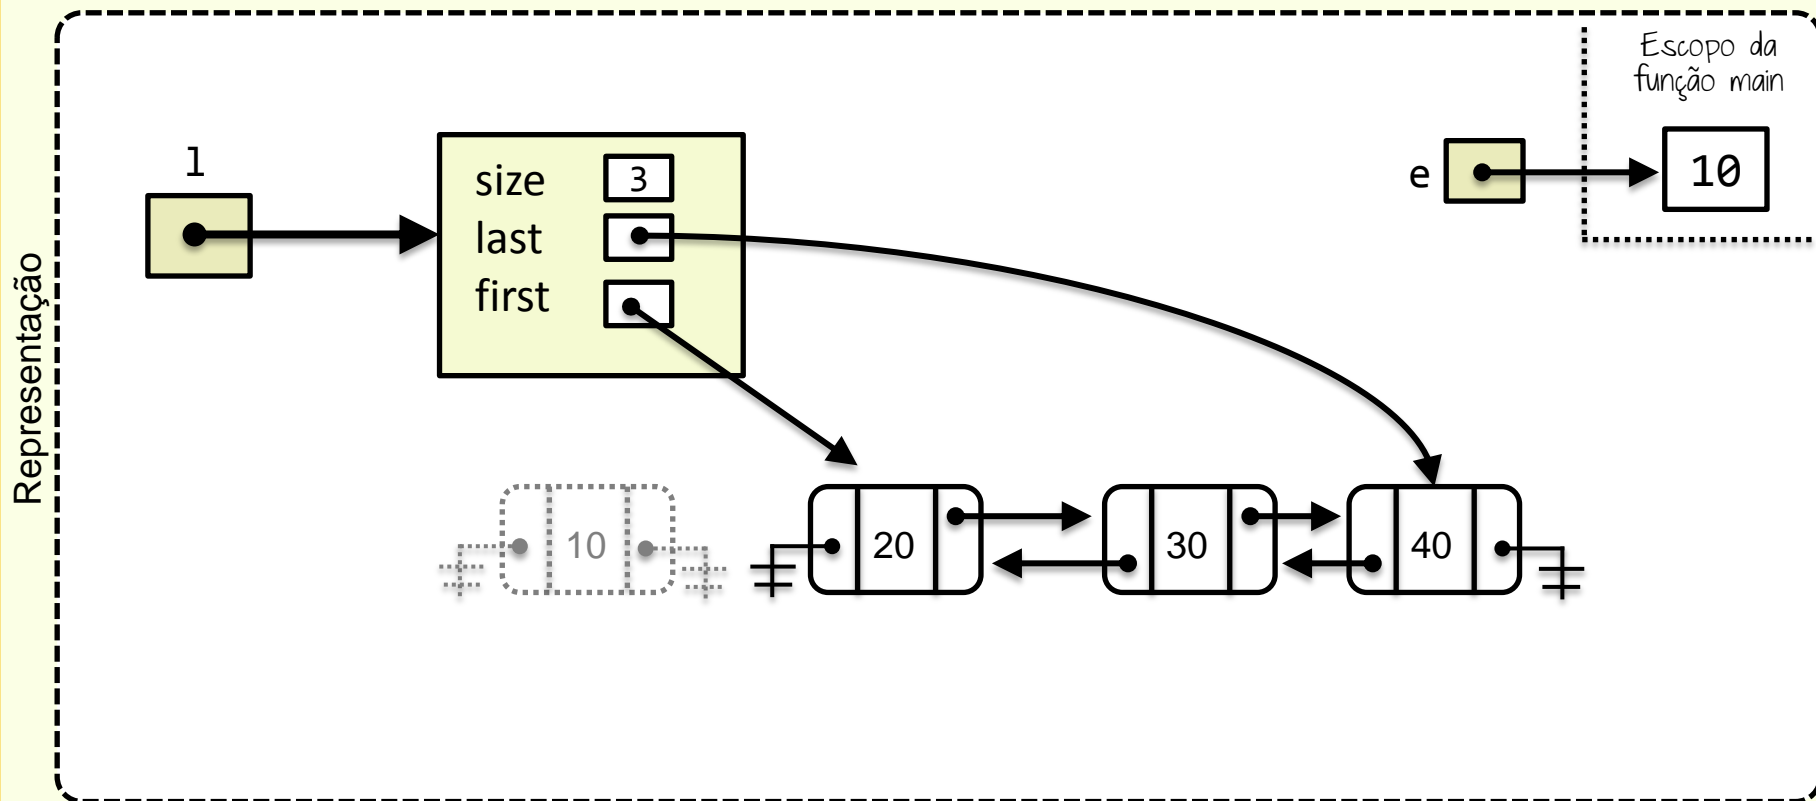 Representação
Escopo da
função main
l
size 3
last
first
e
10
10
20
30
40